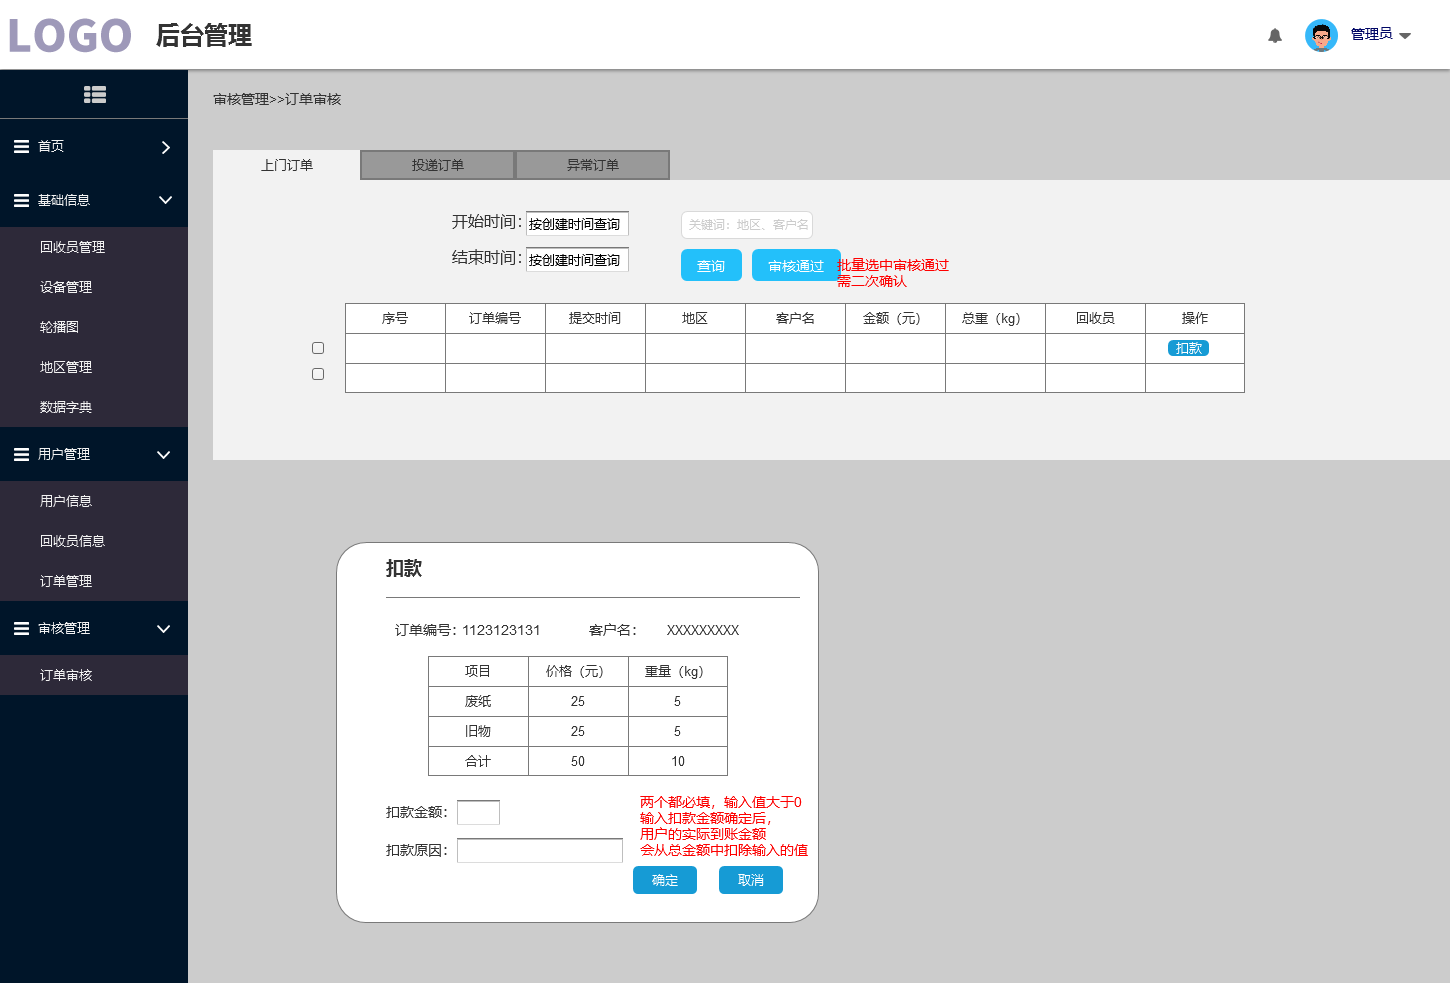 LOGO 后台管理
管理员
首页
基础信息
回收员管理
设备管理
轮播图
地区管理
数据字典
用户管理
用户信息
回收员信息
订单管理
审核管理
订单审核
审核管理>>订单审核
上门订单 投递订单 异常订单
开始时间： 按创建时间查询 关键词：地区、客户名
结束时间： 按创建时间查询 查询 审核通过 批量选中审核通过
需二次确认
序号 订单编号 提交时间 地区 客户名 金额（元） 总重（kg） 回收员 操作
扣款
扣款
订单编号：1123123131 客户名： XXXXXXXXX
项目 价格（元） 重量（kg）
废纸 25 5
旧物 25 5
合计 50 10
扣款金额：
扣款原因：
两个都必填，输入值大于0
输入扣款金额确定后，
用户的实际到账金额
会从总金额中扣除输入的值
确定 取消